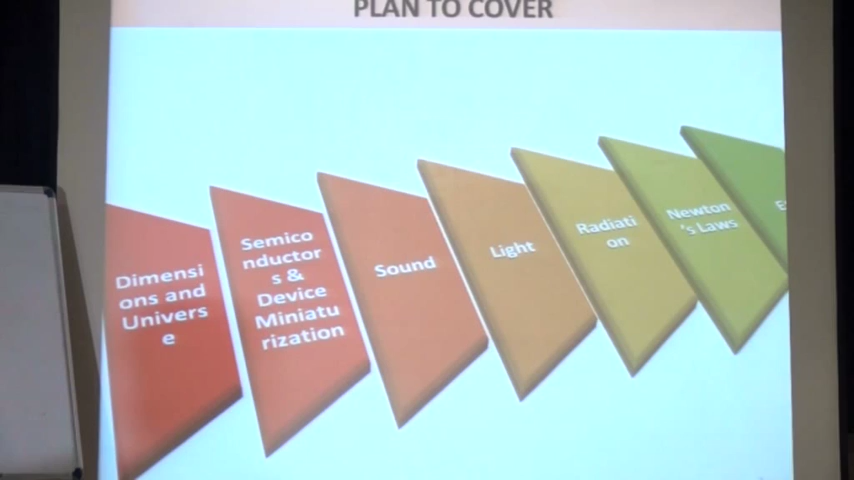 PLAN TO COVER
Dimensi
ons and
Univers
e
Semico
nductor
s &
Device
Miniatu
rization
Sound
Light
Radiati
on
Newton
's Laws